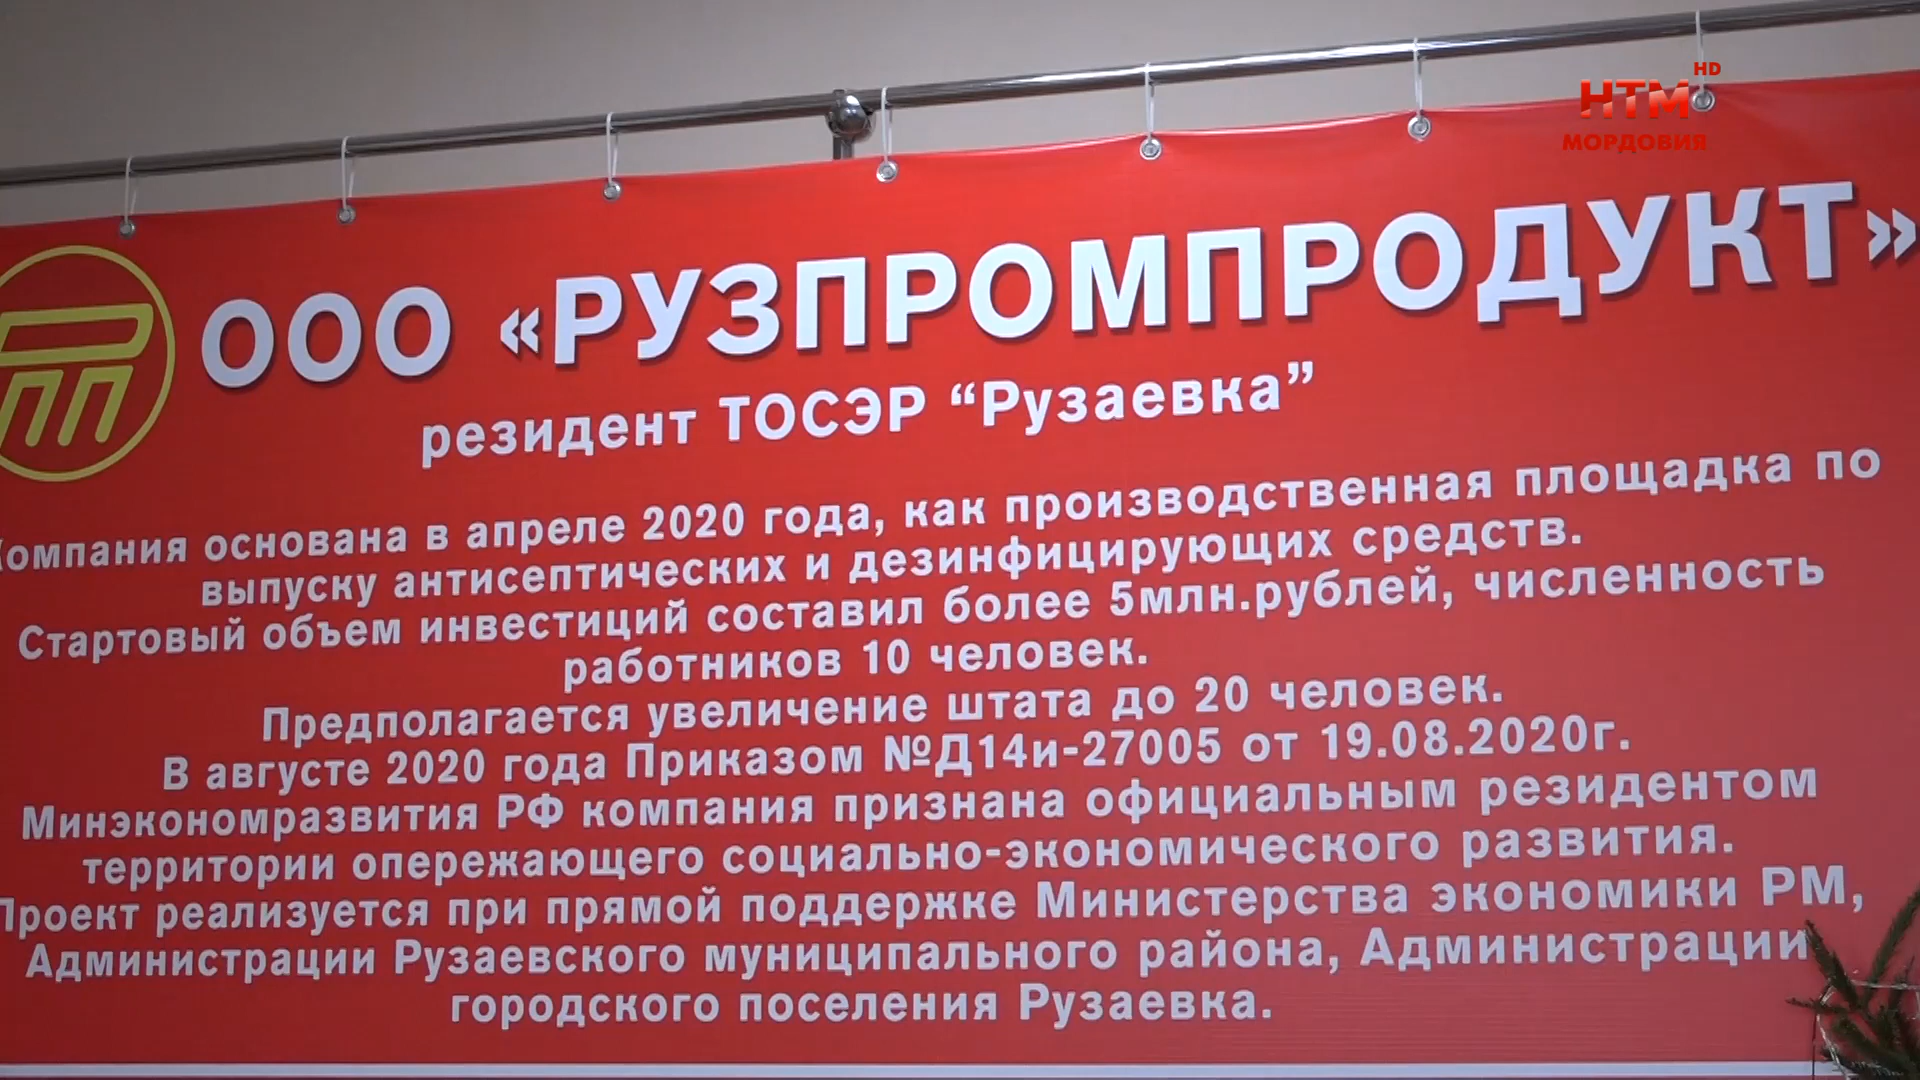 НТМ HD
МОРДОВИЯ
РПП
ООО «РУЗПРОМПРОДУКТ»
резидент ТОСЭР “Рузаевка”
Компания основана в апреле 2020 года, как производственная площадка по
выпуску антисептических и дезинфицирующих средств.
Стартовый объем инвестиций составил более 5млн.рублей, численность
работников 10 человек.
Предполагается увеличение штата до 20 человек.
В августе 2020 года Приказом №Д14и-27005 от 19.08.2020г.
Минэкономразвития РФ компания признана официальным резидентом
территории опережающего социально-экономического развития.
Проект реализуется при прямой поддержке Министерства экономики РМ,
Администрации Рузаевского муниципального района, Администрации
городского поселения Рузаевка.